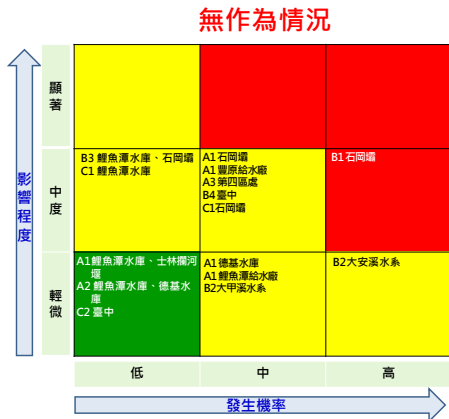 無作為情況
影響程度
顯著
中度
B3 鯉魚潭水庫、石岡壩
C1 鯉魚潭水庫
A1 石岡壩
A1 豐原給水廠
A3 第四區處
B4 臺中
C1 石岡壩
B1 石岡壩
輕微
A1 鯉魚潭水庫、士林攔河
堰
A2 鯉魚潭水庫、德基水
庫
C2 臺中
A1 德基水庫
A1 鯉魚潭給水廠
B2 大甲溪水系
B2 大安溪水系
低
中
高
發生機率